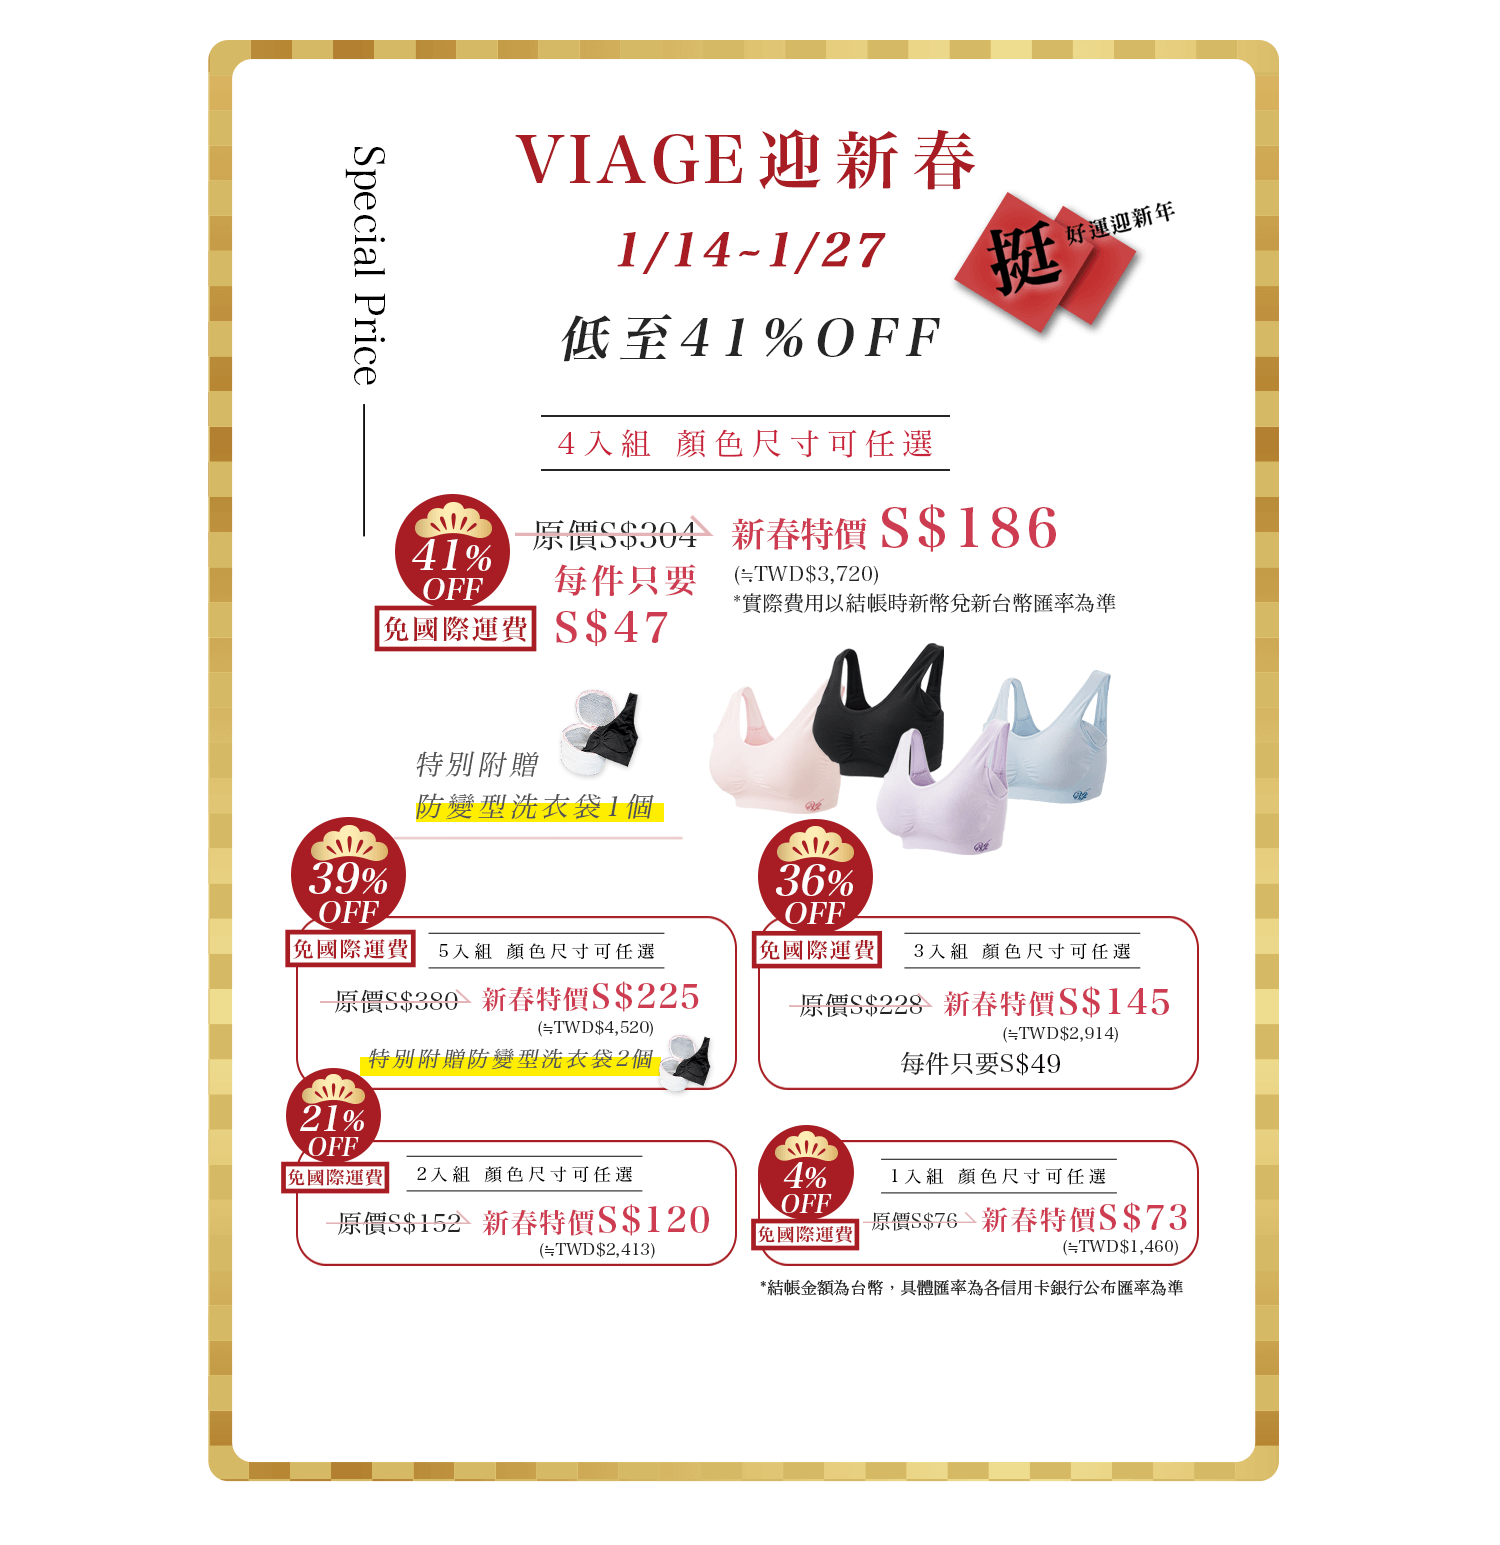 Special Price
VIAGE迎新春
1/14~1/27
低至41%OFF
挺
好運迎新年
4入組 顏色尺寸可任選
41%
OFF
免國際運費
原價S$304
新春特價 S$186
每件只要
S$47
(≒TWD$3,720)
*實際費用以結帳時新幣兌新台幣匯率為準
特別附贈
防變型洗衣袋1個
39%
OFF
免國際運費
5入組 顏色尺寸可任選
原價S$380 新春特價S$225
(≒TWD$4,520)
特別附贈防變型洗衣袋2個
36%
OFF
免國際運費
3入組 顏色尺寸可任選
原價S$228 新春特價S$145
(≒TWD$2,914)
每件只要S$49
21%
OFF
免國際運費
2入組 顏色尺寸可任選
原價S$152 新春特價S$120
(≒TWD$2,413)
4%
OFF
免國際運費
1入組 顏色尺寸可任選
原價S$76 新春特價S$73
(≒TWD$1,460)
*結帳金額為台幣，具體匯率為各信用卡銀行公布匯率為準